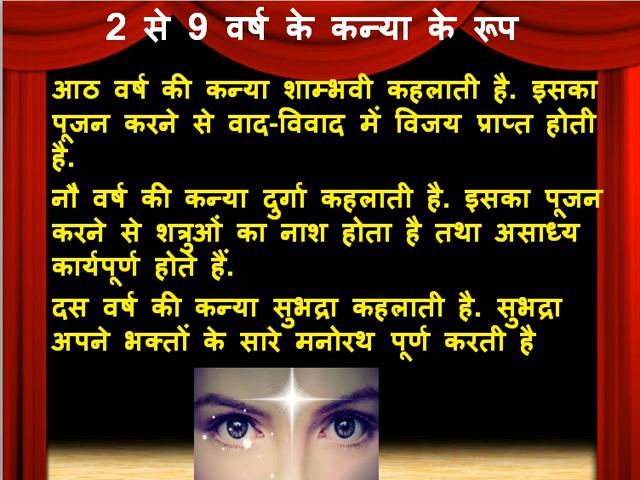 2 से 9 वर्ष के कन्या के रूप
आठ वर्ष की कन्या शाम्भवी कहलाती है. इसका
पूजन करने से वाद-विवाद में विजय प्राप्त होती
है.
नौ वर्ष की कन्या दुर्गा कहलाती है. इसका पूजन
करने से शत्रुओं का नाश होता है तथा असाध्य
कार्यपूर्ण होते हैं.
दस वर्ष की कन्या सुभद्रा कहलाती है. सुभद्रा
अपने भक्तों के सारे मनोरथ पूर्ण करती है